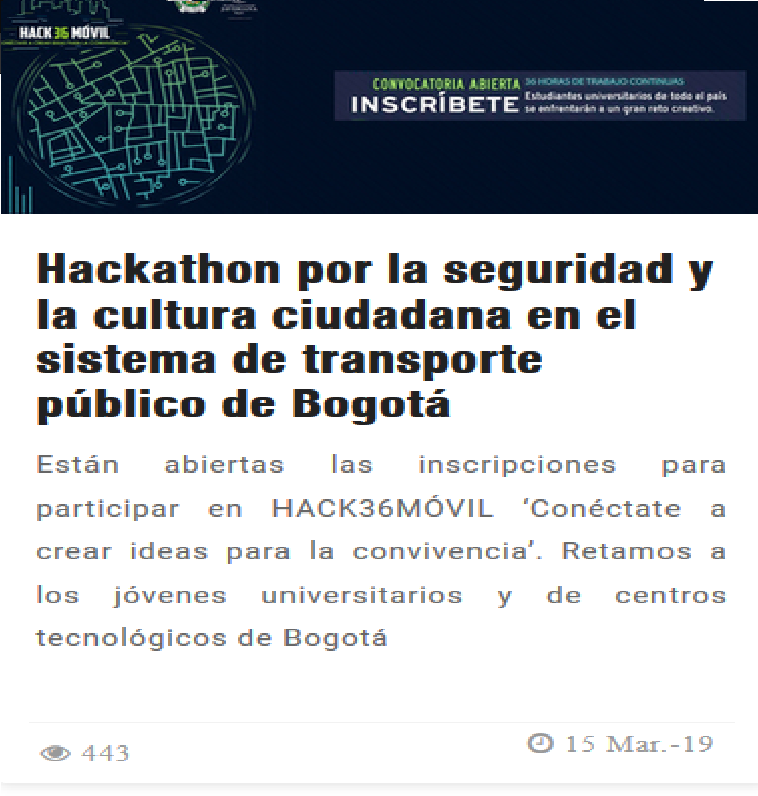 HACK 36 MÓVIL
CONVOCATORIA ABIERTA
INSCRÍBETE
36 HORAS DE TRABAJO CONTINUAS
Estudiantes universitarios de todo el país
se enfrentarán a un gran reto creativo.
Hackathon por la seguridad y
la cultura ciudadana en el
sistema de transporte
público de Bogotá
Están abiertas las inscripciones para
participar en HACK36MÓVIL ‘Conéctate a
crear ideas para la convivencia’. Retamos a
los jóvenes universitarios y de centros
tecnológicos de Bogotá
443
15 Mar.-19